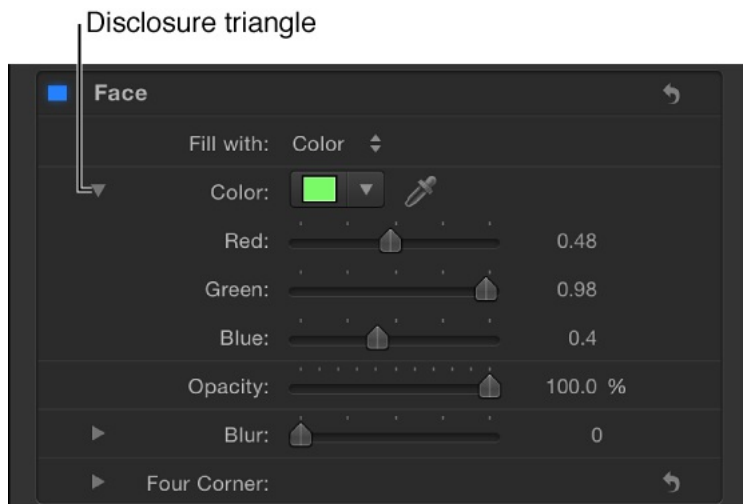 Disclosure triangle
Face
Fill with: Color
Color:
Red: 0.48
Green: 0.98
Blue: 0.4
Opacity: 100.0 %
Blur: 0
Four Corner: